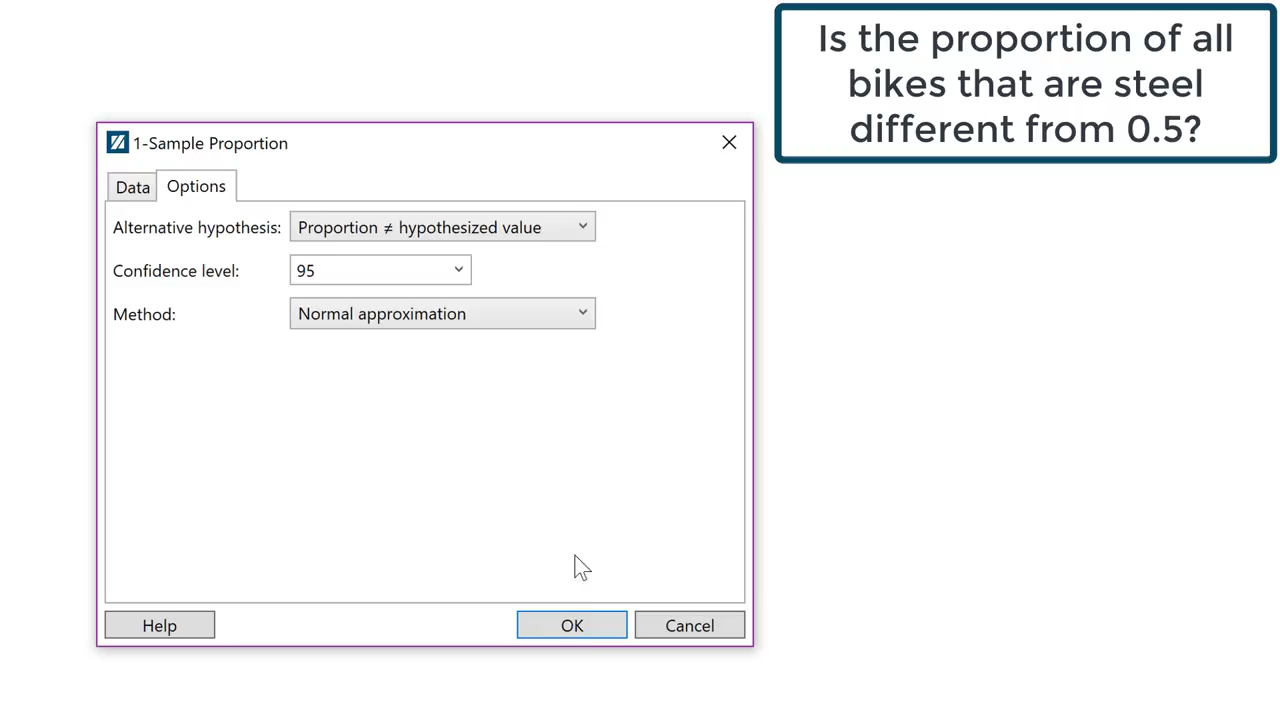 Is the proportion of all
bikes that are steel
different from 0.5?
1-Sample Proportion
Data Options
Alternative hypothesis: Proportion ≠ hypothesized value
Confidence level: 95
Method: Normal approximation
Help OK Cancel